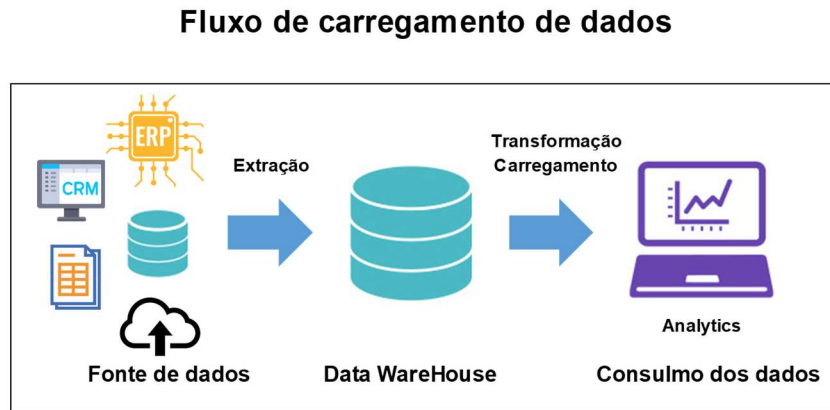 Fluxo de carregamento de dados
ERP
CRM
Extração
Transformação
Carregamento
Analytics
Fonte de dados
Data WareHouse
Consulmo dos dados